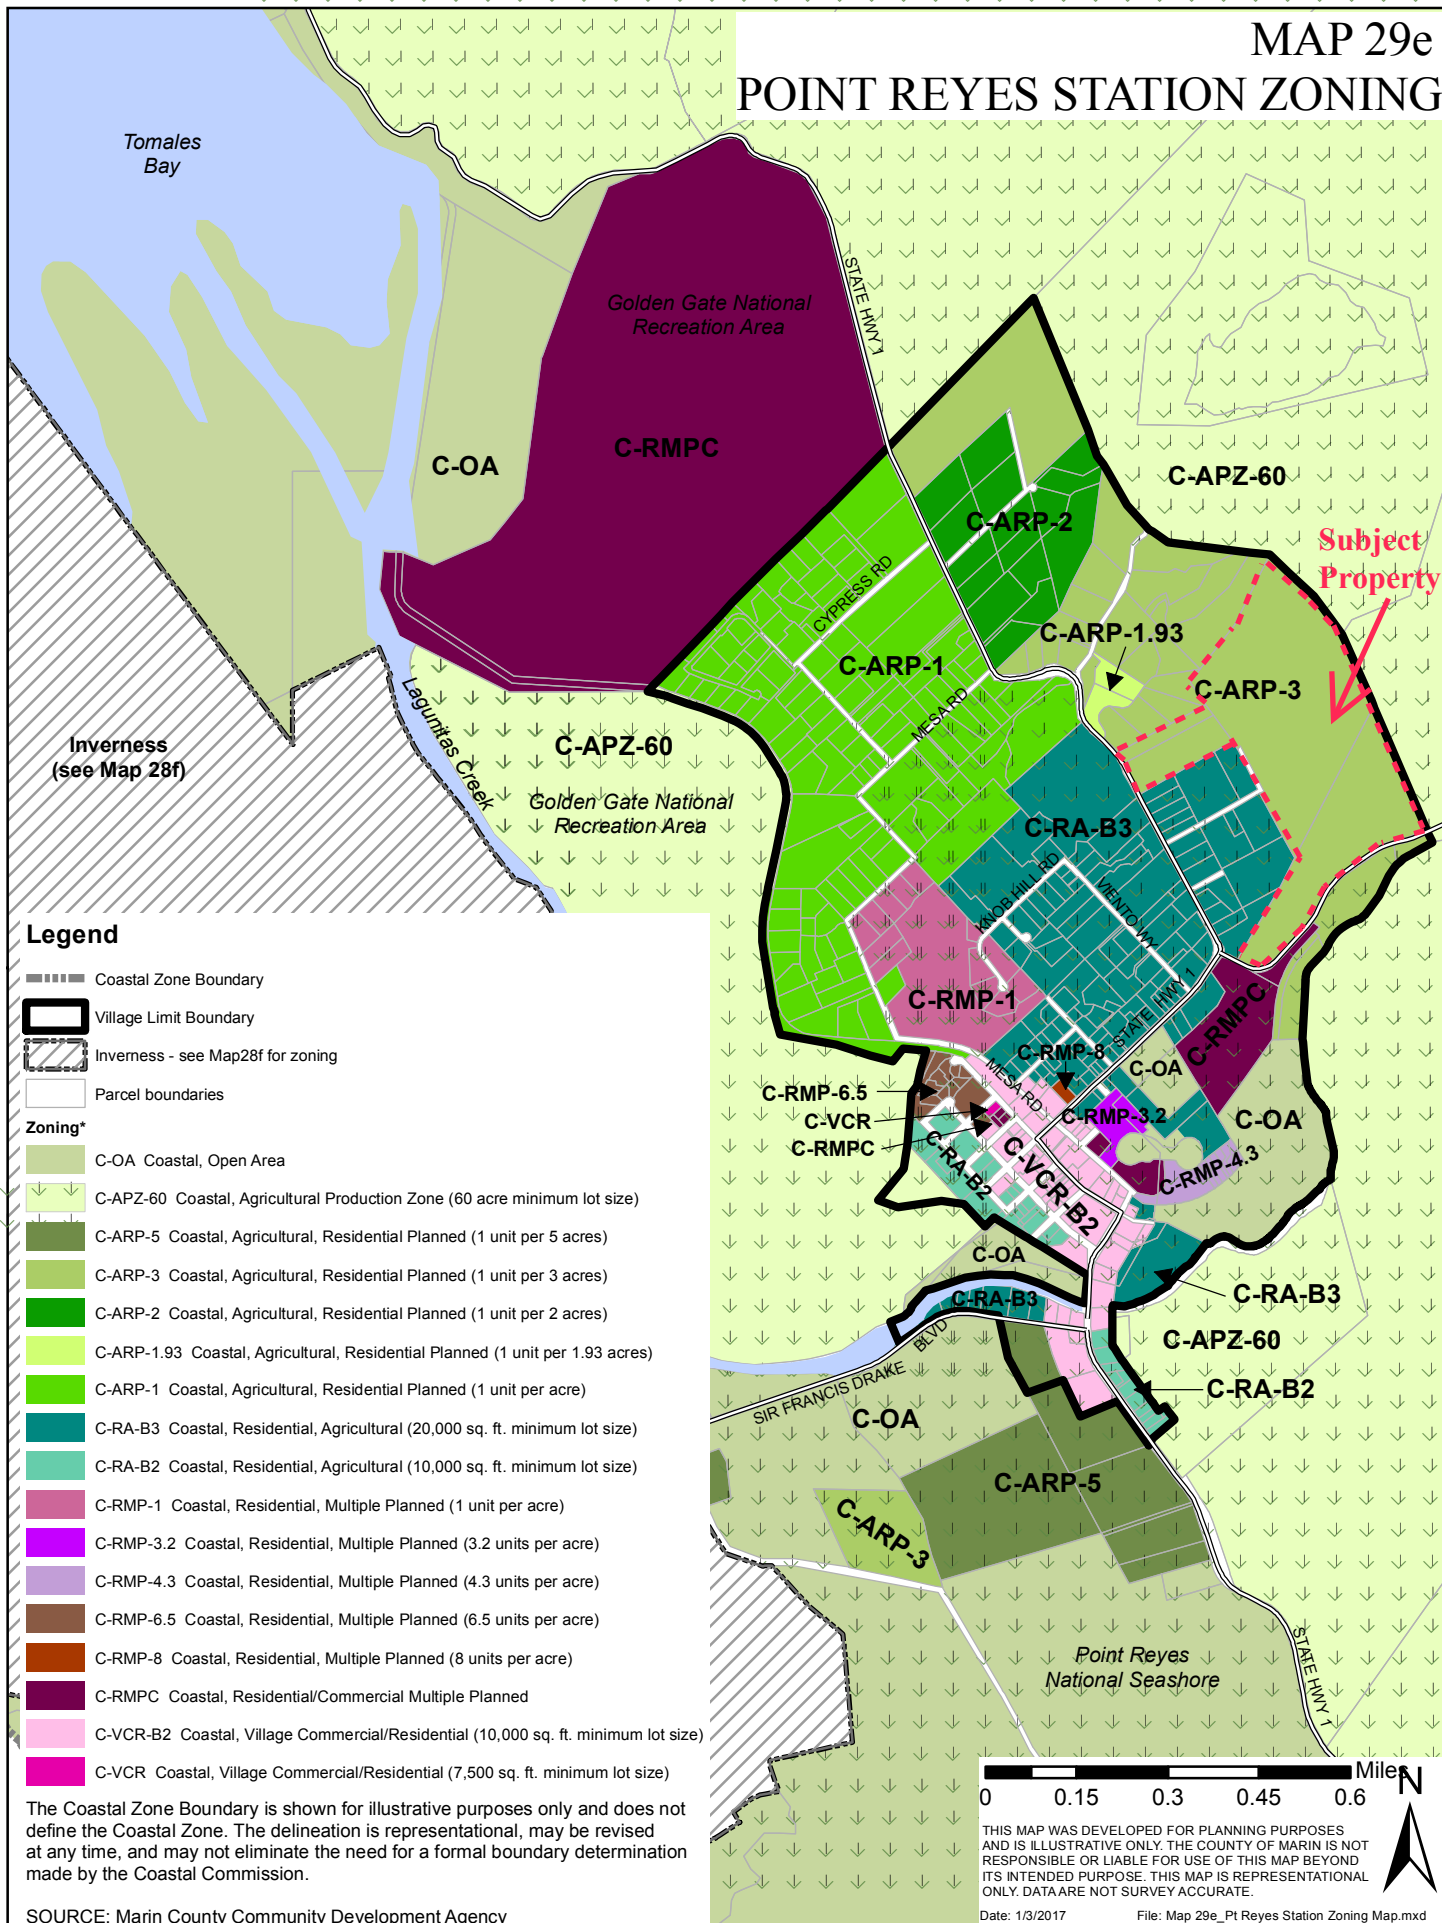 MAP 29e
POINT REYES STATION ZONING
Tomales
Bay
Golden Gate National
Recreation Area
STATE HWY 1
C-RMPC
C-OA
C-APZ-60
C-ARP-2
Subject
Property
CYPRESS RD
C-ARP-1.93
C-ARP-1
C-ARP-3
MESA RD
Lagunitas Creek
Inverness
(see Map 28f)
C-APZ-60
Golden Gate National
Recreation Area
C-RA-B3
KNOB HILL RD
VIENTO WY
C-RMP-1
STATE HWY 1
C-RMPC
C-RMP-8
C-OA
MESA RD
C-RMP-6.5
C-VCR
C-RMPC
C-RMP-3.2
C-OA
C-RA-B2
C-VCR-B2
C-RMP-4.3
C-OA
C-RA-B3
C-RA-B3
C-APZ-60
C-RA-B2
SIR FRANCIS DRAKE BLVD
C-OA
C-ARP-5
C-ARP-3
Point Reyes
National Seashore
STATE HWY 1
Legend
Coastal Zone Boundary
Village Limit Boundary
Inverness - see Map28f for zoning
Parcel boundaries
Zoning*
C-OA Coastal, Open Area
C-APZ-60 Coastal, Agricultural Production Zone (60 acre minimum lot size)
C-ARP-5 Coastal, Agricultural, Residential Planned (1 unit per 5 acres)
C-ARP-3 Coastal, Agricultural, Residential Planned (1 unit per 3 acres)
C-ARP-2 Coastal, Agricultural, Residential Planned (1 unit per 2 acres)
C-ARP-1.93 Coastal, Agricultural, Residential Planned (1 unit per 1.93 acres)
C-ARP-1 Coastal, Agricultural, Residential Planned (1 unit per acre)
C-RA-B3 Coastal, Residential, Agricultural (20,000 sq. ft. minimum lot size)
C-RA-B2 Coastal, Residential, Agricultural (10,000 sq. ft. minimum lot size)
C-RMP-1 Coastal, Residential, Multiple Planned (1 unit per acre)
C-RMP-3.2 Coastal, Residential, Multiple Planned (3.2 units per acre)
C-RMP-4.3 Coastal, Residential, Multiple Planned (4.3 units per acre)
C-RMP-6.5 Coastal, Residential, Multiple Planned (6.5 units per acre)
C-RMP-8 Coastal, Residential, Multiple Planned (8 units per acre)
C-RMPC Coastal, Residential/Commercial Multiple Planned
C-VCR-B2 Coastal, Village Commercial/Residential (10,000 sq. ft. minimum lot size)
C-VCR Coastal, Village Commercial/Residential (7,500 sq. ft. minimum lot size)
The Coastal Zone Boundary is shown for illustrative purposes only and does not
define the Coastal Zone. The delineation is representational, may be revised
at any time, and may not eliminate the need for a formal boundary determination
made by the Coastal Commission.
SOURCE: Marin County Community Development Agency
Miles
N
0 0.15 0.3 0.45 0.6
THIS MAP WAS DEVELOPED FOR PLANNING PURPOSES
AND IS ILLUSTRATIVE ONLY. THE COUNTY OF MARIN IS NOT
RESPONSIBLE OR LIABLE FOR USE OF THIS MAP BEYOND
ITS INTENDED PURPOSE. THIS MAP IS REPRESENTATIONAL
ONLY. DATA ARE NOT SURVEY ACCURATE.
Date: 1/3/2017 File: Map 29e_Pt Reyes Station Zoning Map.mxd